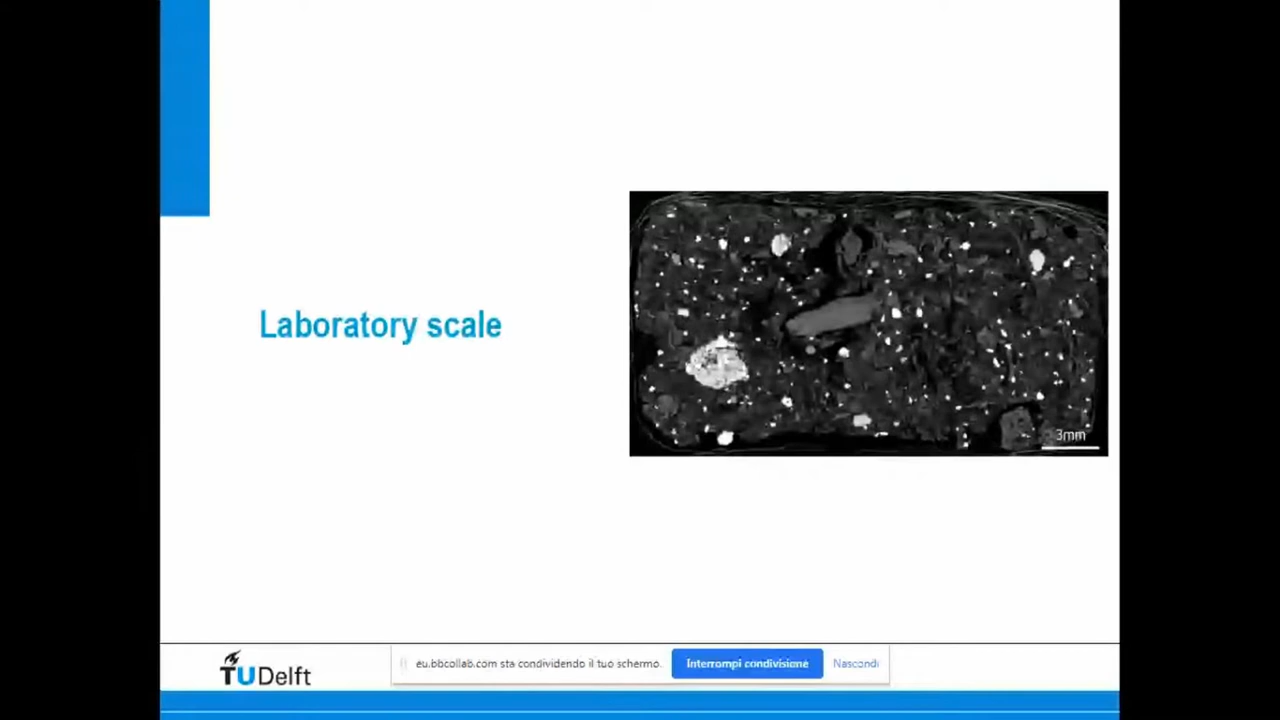 Laboratory scale
3mm
TUDelft
eu.bbcollab.com sta condividendo il tuo schermo.
Interrompi condivisione
Nascondi